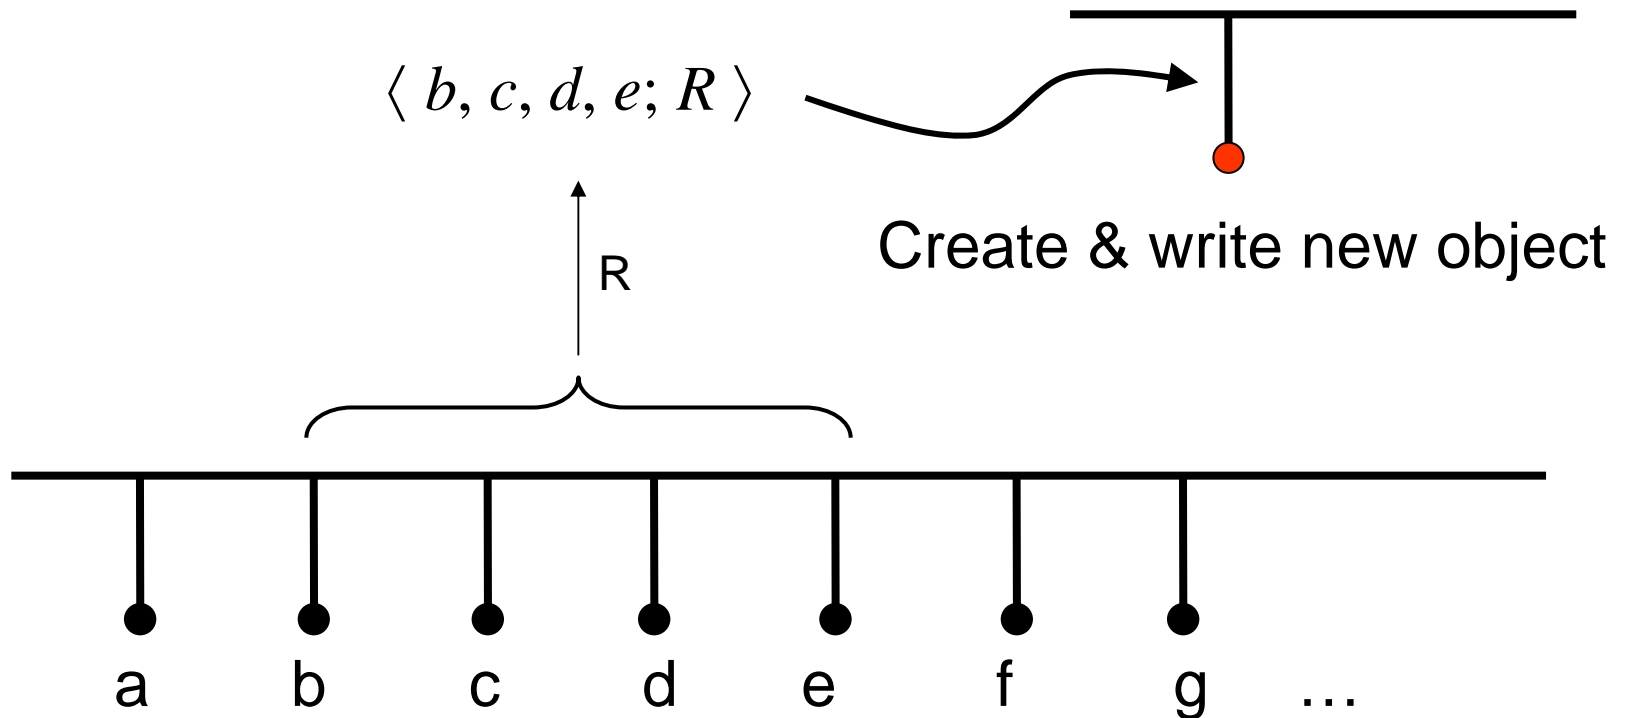 ⟨ b, c, d, e; R ⟩
Create & write new object
R
a b c d e f g …